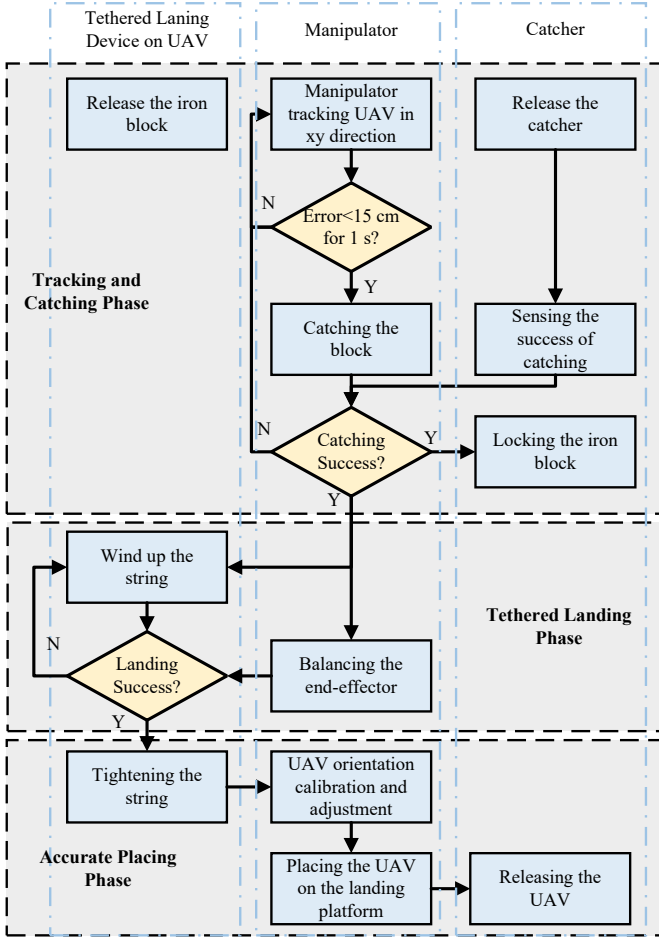 Tethered Laning
Device on UAV
Manipulator
Catcher
Release the iron
block
Manipulator
tracking UAV in
xy direction
Release the
catcher
N
Error<15 cm
for 1 s?
Tracking and
Catching Phase
Y
Catching the
block
Sensing the
success of
catching
N
Catching
Success?
Y
Locking the iron
block
Y
Wind up the
string
Tethered Landing
Phase
N
Landing
Success?
Balancing the
end-effector
Y
Tightening the
string
UAV orientation
calibration and
adjustment
Accurate Placing
Phase
Placing the UAV
on the landing
platform
Releasing the
UAV